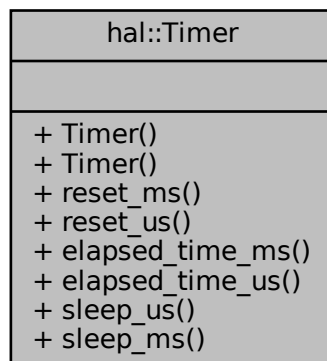 hal::Timer
+ Timer()
+ Timer()
+ reset_ms()
+ reset_us()
+ elapsed_time_ms()
+ elapsed_time_us()
+ sleep_us()
+ sleep_ms()